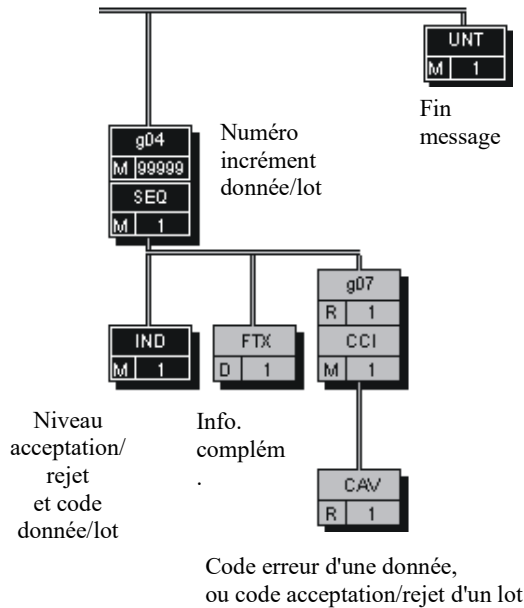 UNT
M 1
Fin
message
g04
M 99999
SEQ
M 1
Numéro
incrément
donnée/lot
g07
R 1
CCI
M 1
IND
M 1
FTX
D 1
Niveau
acceptation/
rejet
et code
donnée/lot
Info.
complém
.
CAV
R 1
Code erreur d'une donnée,
ou code acceptation/rejet d'un lot